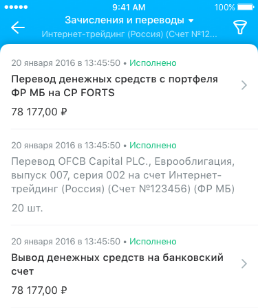 9:41 AM
100%
Зачисления и переводы
Интернет-трейдинг (Россия) (Счет №12...
20 января 2016 в 13:45:50 • Исполнено
Перевод денежных средств с портфеля
ФР МБ на СР FORTS
78 177,00 ₽
20 января 2016 в 13:45:50 • Исполнено
Перевод OFCB Capital PLC., Еврооблигация,
выпуск 007, серия 002 на счет Интернет-
трейдинг (Россия) (Счет №123456) (ФР МБ)
20 шт.
20 января 2016 в 13:45:50 • Исполнено
Вывод денежных средств на банковский
счет
78 177,00 ₽